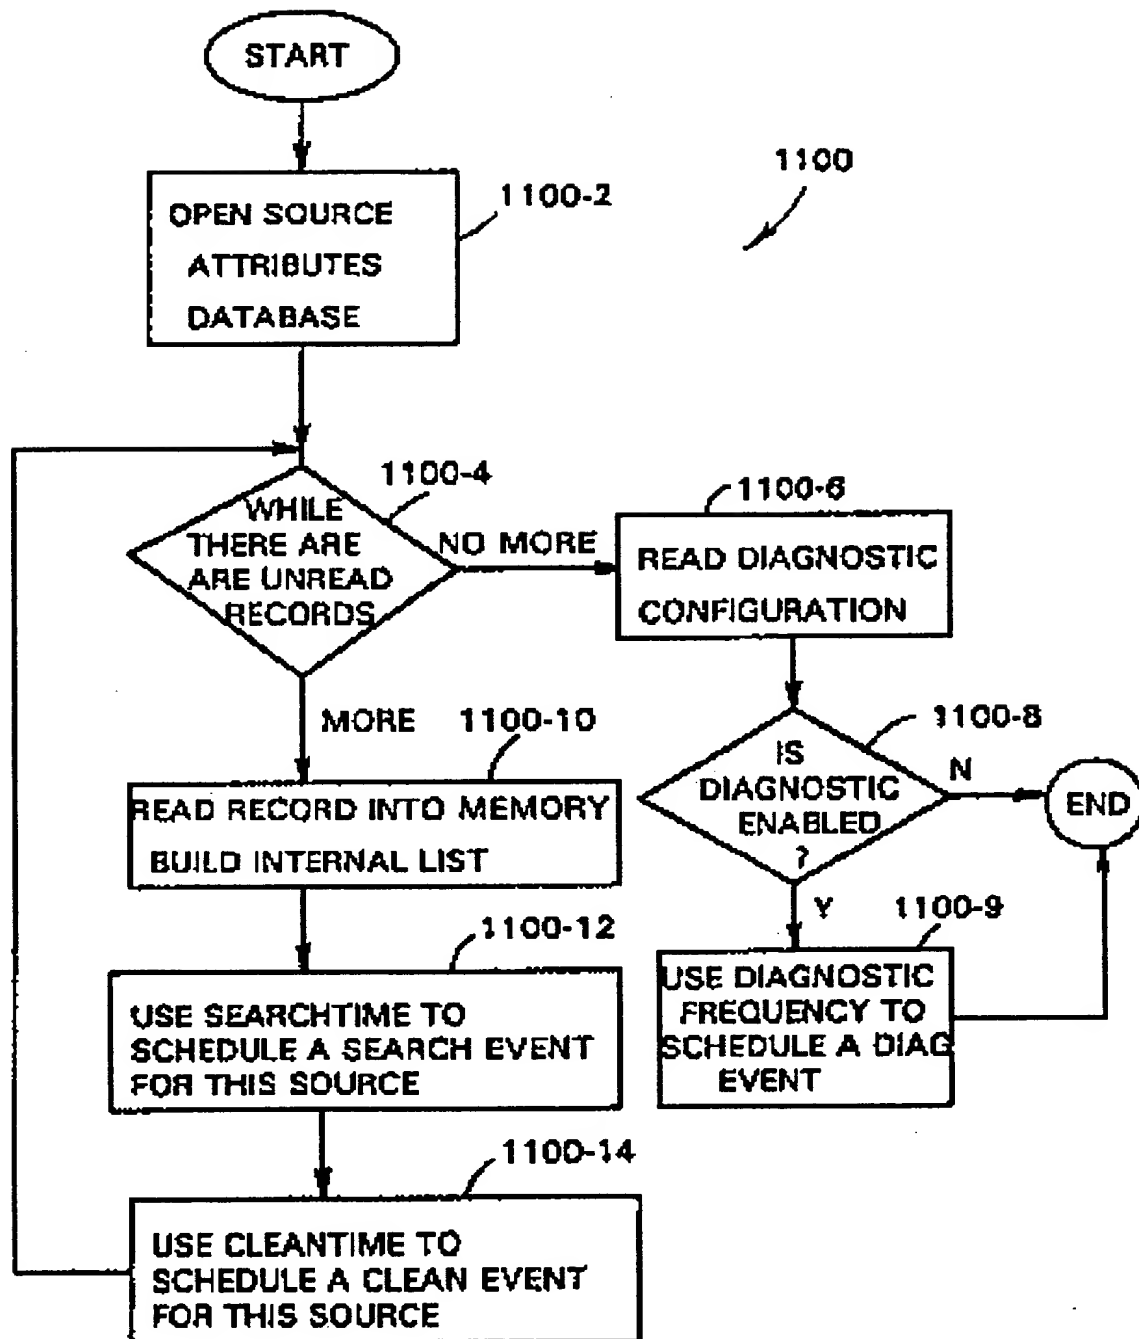 START
1100
1100-2
OPEN SOURCE
ATTRIBUTES
DATABASE
1100-4
WHILE
THERE ARE
ARE UNREAD
RECORDS
NO MORE
1100-6
READ DIAGNOSTIC
CONFIGURATION
MORE
1100-10
READ RECORD INTO MEMORY
BUILD INTERNAL LIST
1100-8
IS
DIAGNOSTIC
ENABLED
?
N
END
Y
1100-9
USE DIAGNOSTIC
FREQUENCY TO
SCHEDULE A DIAG
EVENT
1100-12
USE SEARCHTIME TO
SCHEDULE A SEARCH EVENT
FOR THIS SOURCE
1100-14
USE CLEANTIME TO
SCHEDULE A CLEAN EVENT
FOR THIS SOURCE